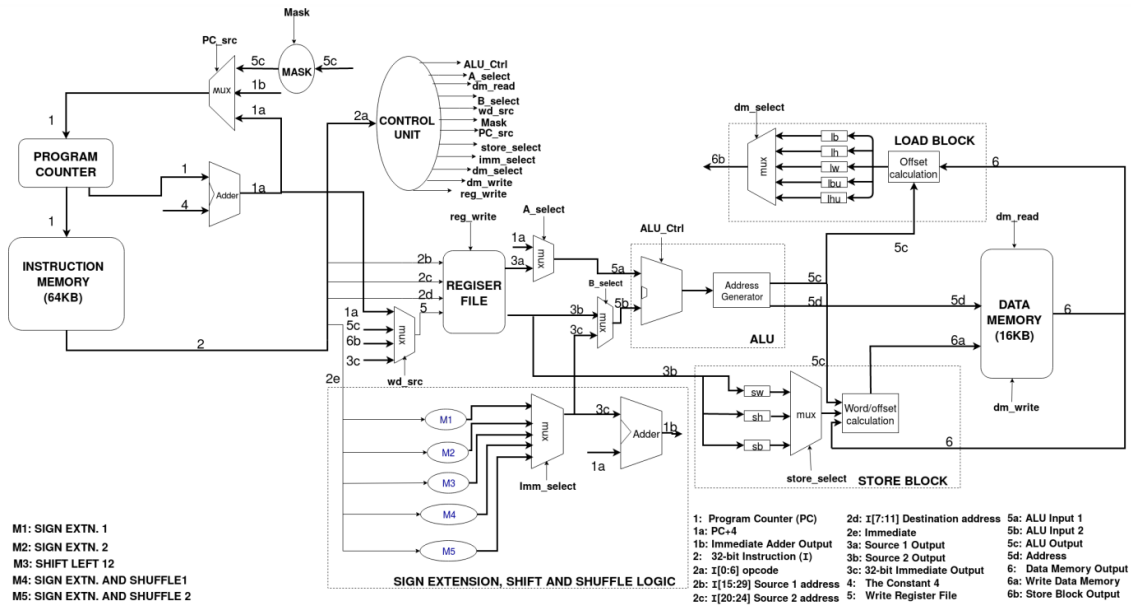 Mask
PC_src
MASK
5c
5c
1b
1a
mux
1
PROGRAM
COUNTER
1
4
Adder
1a
1
INSTRUCTION
MEMORY
(64KB)
2
2a
CONTROL
UNIT
ALU_Ctrl
A_select
dm_read
B_select
wd_src
Mask
PC_src
store_select
imm_select
dm_select
dm_write
reg_write
reg_write
2b
2c
2d
REGISER
FILE
5
1a
5c
6b
3c
mux
wd_src
A_select
1a
3a
mux
3b
3c
mux
B_select
5a
5b
ALU_Ctrl
Address
Generator
ALU
5c
5d
dm_select
6b
mux
lb
lh
lw
lbu
lhu
LOAD BLOCK
Offset
calculation
6
5c
dm_read
5d
DATA
MEMORY
(16KB)
6
6a
dm_write
5c
3b
sw
sh
sb
mux
Word/offset
calculation
6
store_select
STORE BLOCK
2e
M1
M2
M3
M4
M5
mux
Imm_select
3c
1a
Adder
1b
SIGN EXTENSION, SHIFT AND SHUFFLE LOGIC
M1: SIGN EXTN. 1
M2: SIGN EXTN. 2
M3: SHIFT LEFT 12
M4: SIGN EXTN. AND SHUFFLE1
M5: SIGN EXTN. AND SHUFFLE 2
1: Program Counter (PC)
1a: PC+4
1b: Immediate Adder Output
2: 32-bit Instruction (I)
2a: I[0:6] opcode
2b: I[15:29] Source 1 address
2c: I[20:24] Source 2 address
2d: I[7:11] Destination address
2e: Immediate
3a: Source 1 Output
3b: Source 2 Output
3c: 32-bit Immediate Output
4: The Constant 4
5: Write Register File
5a: ALU Input 1
5b: ALU Input 2
5c: ALU Output
5d: Address
6: Data Memory Output
6a: Write Data Memory
6b: Store Block Output